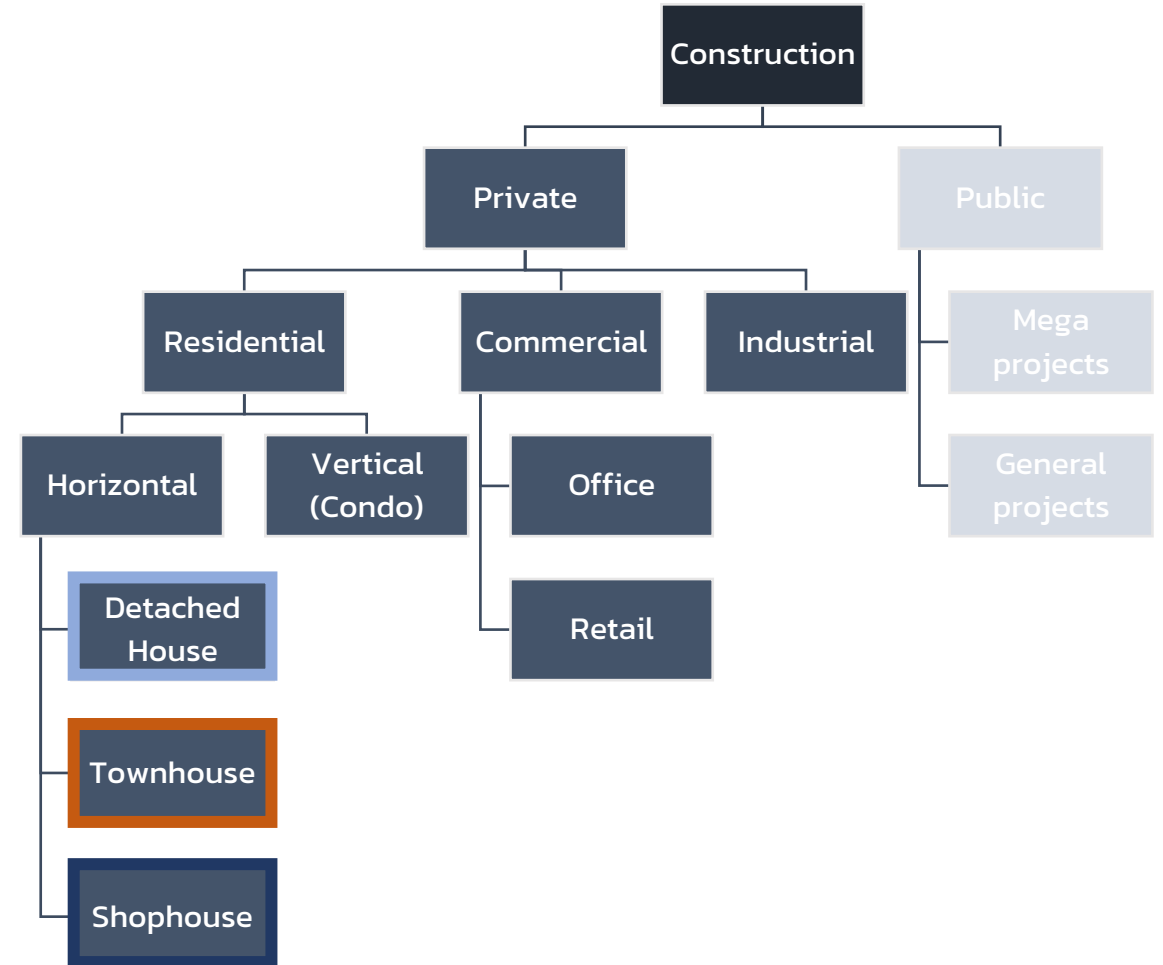 Construction
Private
Public
Residential
Commercial
Industrial
Mega
projects
Horizontal
Vertical
(Condo)
Office
General
projects
Detached
House
Retail
Townhouse
Shophouse